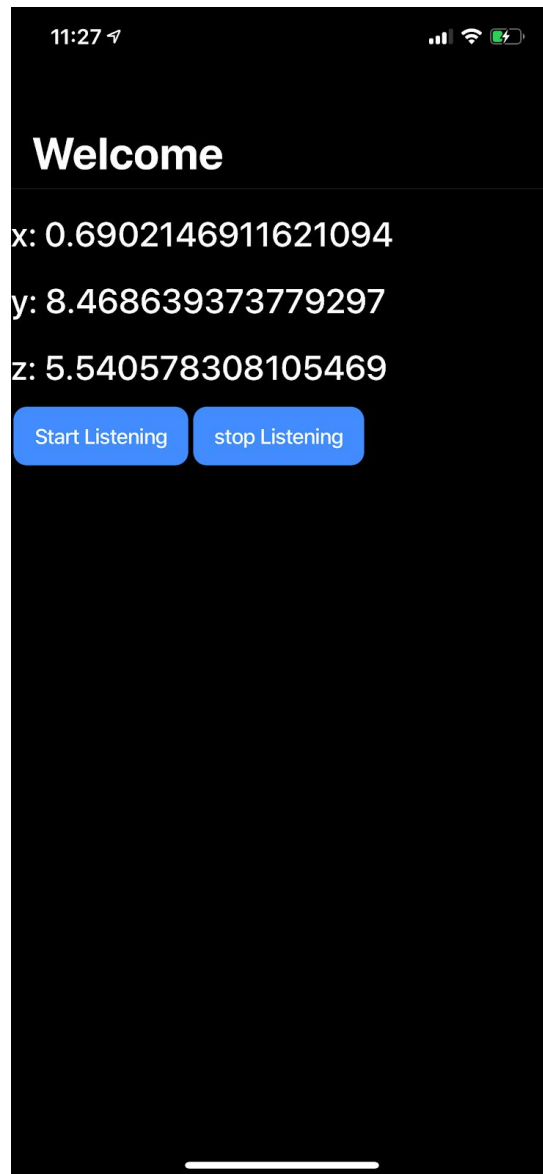 11:27
Welcome
x: 0.6902146911621094
y: 8.468639373779297
z: 5.540578308105469
Start Listening stop Listening